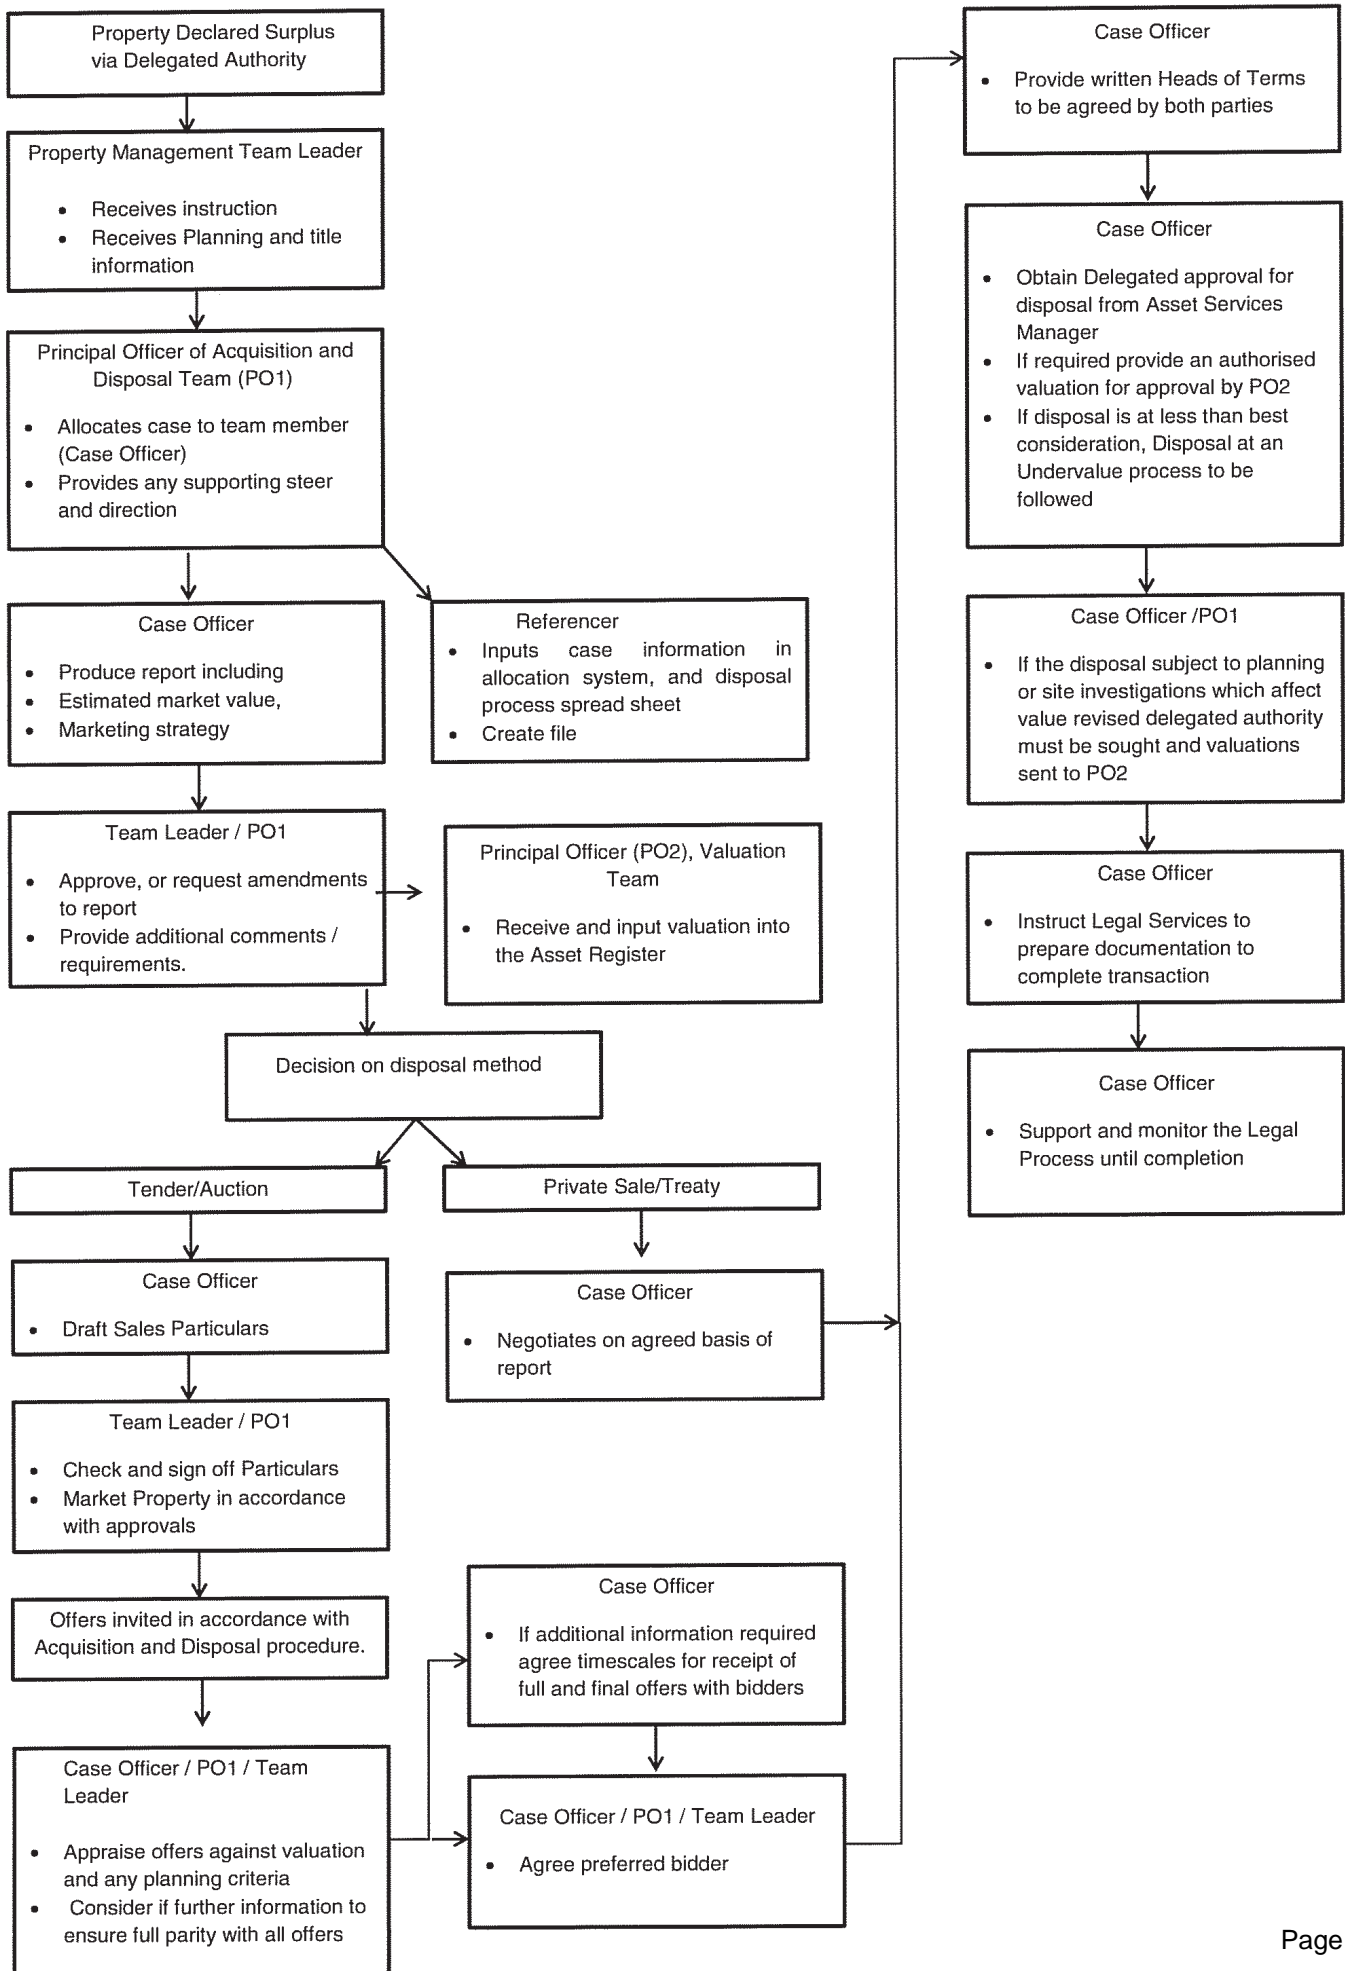 Property Declared Surplus
via Delegated Authority
Property Management Team Leader
• Receives instruction
• Receives Planning and title
information
Principal Officer of Acquisition and
Disposal Team (PO1)
• Allocates case to team member
(Case Officer)
• Provides any supporting steer
and direction
Case Officer
• Produce report including
• Estimated market value,
• Marketing strategy
Referencer
• Inputs case information in
allocation system, and disposal
process spread sheet
• Create file
Team Leader / PO1
• Approve, or request amendments
to report
• Provide additional comments /
requirements.
Principal Officer (PO2), Valuation
Team
• Receive and input valuation into
the Asset Register
Decision on disposal method
Tender/Auction
Private Sale/Treaty
Case Officer
• Draft Sales Particulars
Case Officer
• Negotiates on agreed basis of
report
Team Leader / PO1
• Check and sign off Particulars
• Market Property in accordance
with approvals
Offers invited in accordance with
Acquisition and Disposal procedure.
Case Officer / PO1 / Team
Leader
• Appraise offers against valuation
and any planning criteria
• Consider if further information to
ensure full parity with all offers
Case Officer
• If additional information required
agree timescales for receipt of
full and final offers with bidders
Case Officer / PO1 / Team Leader
• Agree preferred bidder
Case Officer
• Provide written Heads of Terms
to be agreed by both parties
Case Officer
• Obtain Delegated approval for
disposal from Asset Services
Manager
• If required provide an authorised
valuation for approval by PO2
• If disposal is at less than best
consideration, Disposal at an
Undervalue process to be
followed
Case Officer /PO1
• If the disposal subject to planning
or site investigations which affect
value revised delegated authority
must be sought and valuations
sent to PO2
Case Officer
• Instruct Legal Services to
prepare documentation to
complete transaction
Case Officer
• Support and monitor the Legal
Process until completion
Page